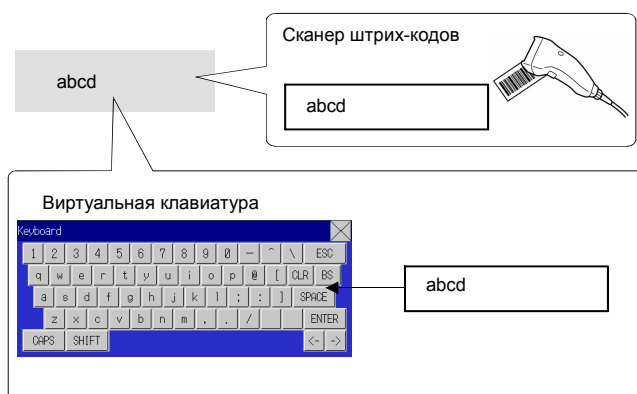 Сканер штрих-кодов
abcd
abcd
Виртуальная клавиатура
Keyboard
1 2 3 4 5 6 7 8 9 0 - ^ \ ESC
q w e r t y u i o p @ [ CLR BS
a s d f g h j k l ; : ] SPACE
abcd
z x c v b n m , . / ENTER
CAPS SHIFT <- ->